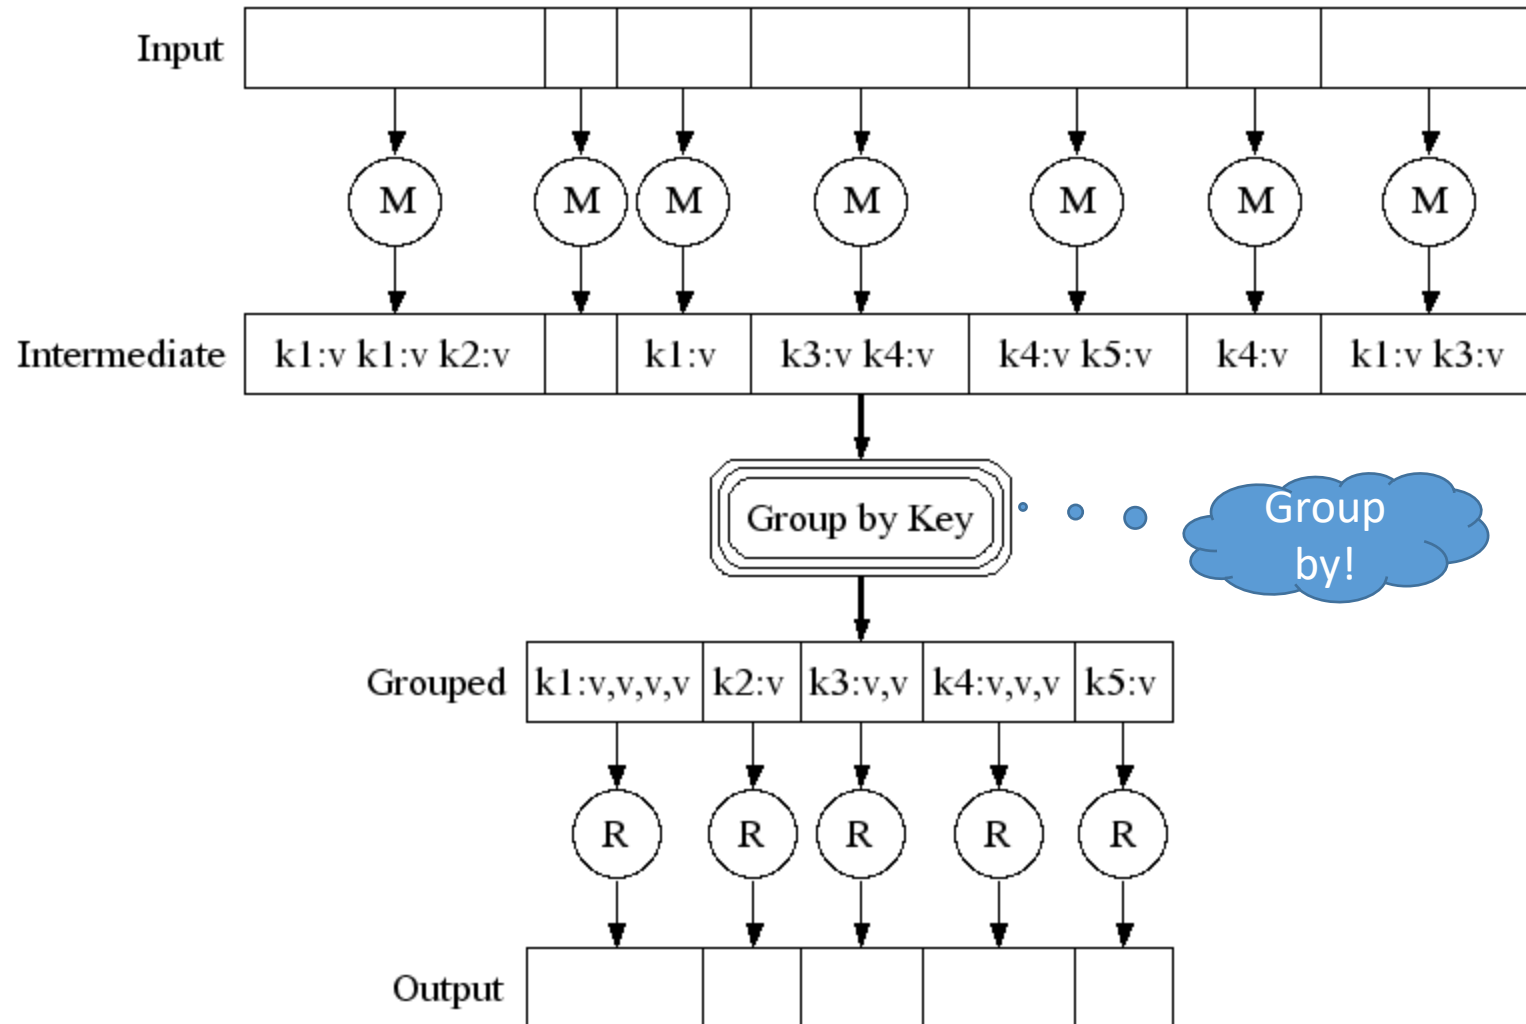 Input
M M M M M M M
Intermediate k1:v k1:v k2:v k1:v k3:v k4:v k4:v k5:v k4:v k1:v k3:v
Group by Key
Group
by!
Grouped k1:v,v,v,v k2:v k3:v,v k4:v,v,v k5:v
R R R R R
Output